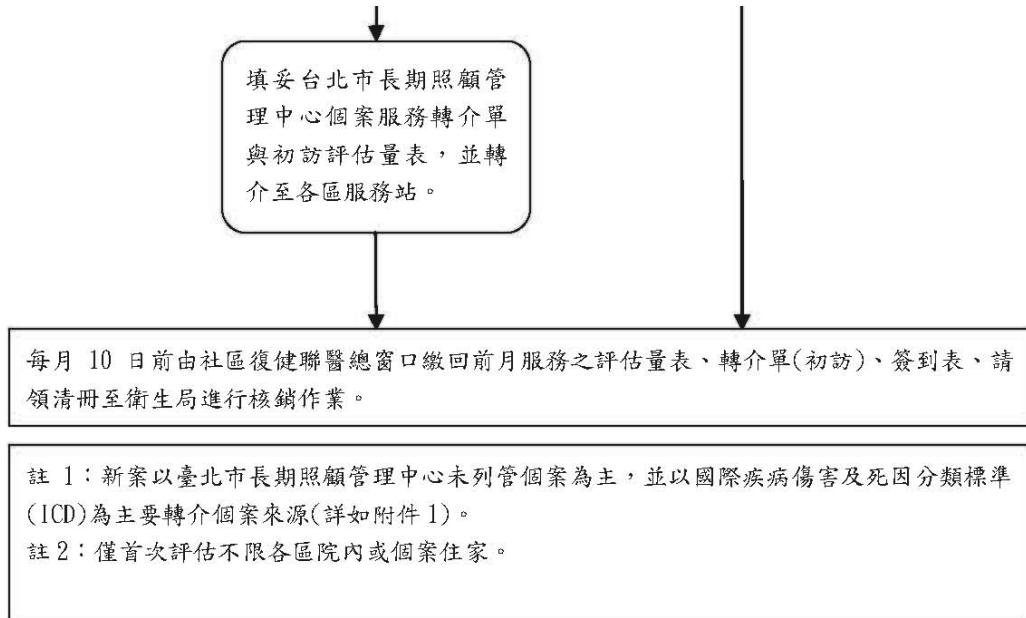 填妥台北市長期照顧管
理中心個案服務轉介單
與初訪評估量表，並轉
介至各區服務站。
每月 10 日前由社區復健聯醫總窗口繳回前月服務之評估量表、轉介單(初訪)、簽到表、請
領清冊至衛生局進行核銷作業。
註 1：新案以臺北市長期照顧管理中心未列管個案為主，並以國際疾病傷害及死因分類標準
(ICD)為主要轉介個案來源(詳如附件 1)。
註 2：僅首次評估不限各區院內或個案住家。